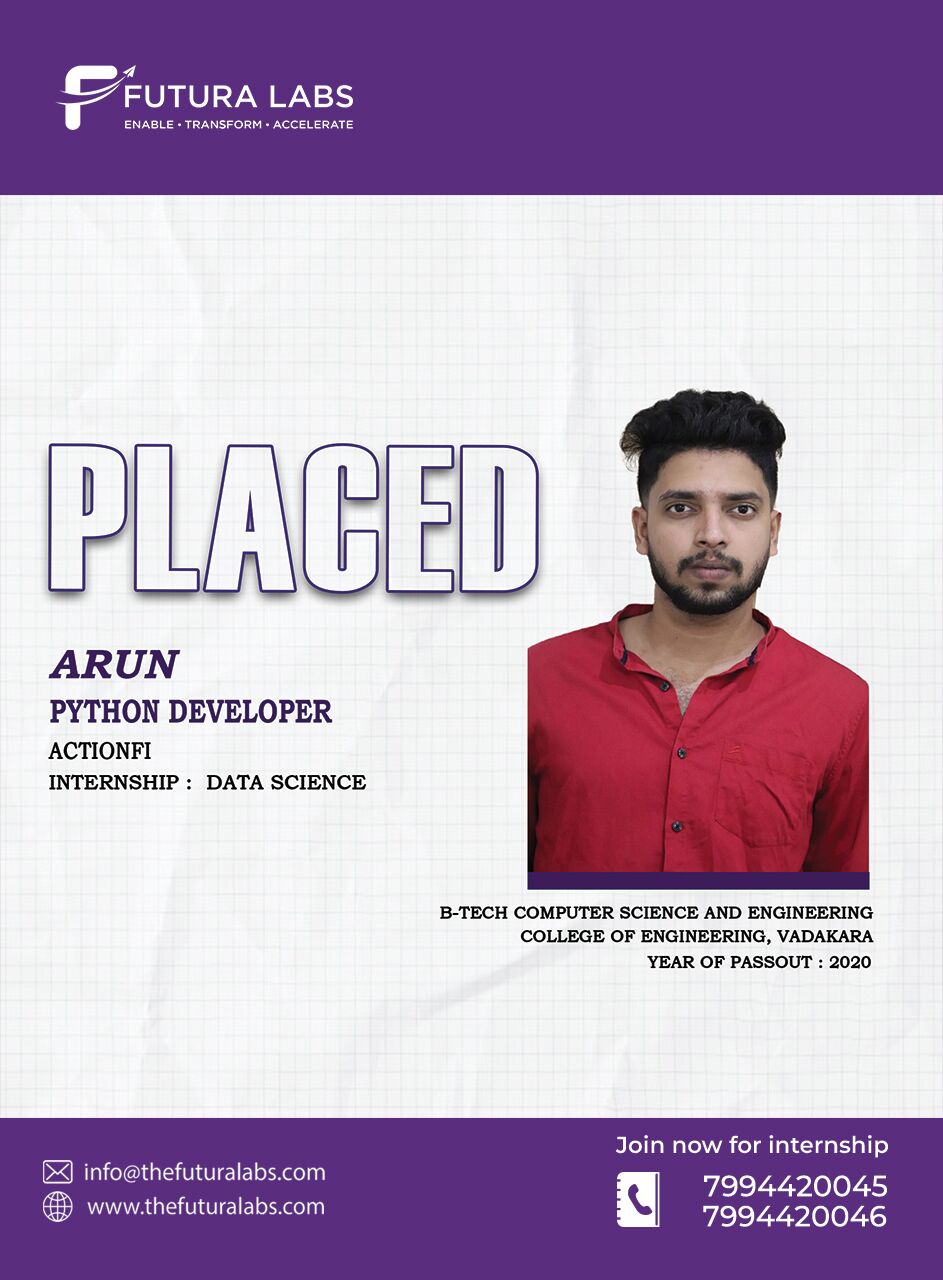 FUTURA LABS
ENABLE • TRANSFORM • ACCELERATE
PLACED
ARUN
PYTHON DEVELOPER
ACTIONFI
INTERNSHIP : DATA SCIENCE
B-TECH COMPUTER SCIENCE AND ENGINEERING
COLLEGE OF ENGINEERING, VADAKARA
YEAR OF PASSOUT : 2020
info@thefuturalabs.com
www.thefuturalabs.com
Join now for internship
7994420045
7994420046